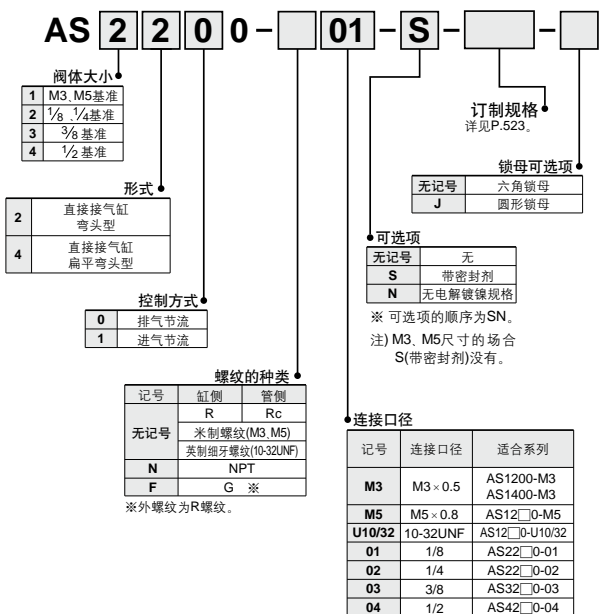 AS 2 2 0 0 - 01 - S -
阀体大小
1 M3、M5基准
2 1/8、1/4基准
3 3/8 基准
4 1/2 基准
形式
2 直接接气缸
弯头型
4 直接接气缸
扁平弯头型
控制方式
0 排气节流
1 进气节流
螺纹的种类
记号 缸侧 管侧
无记号 R Rc
米制螺纹(M3、M5)
英制细牙螺纹(10-32UNF)
N NPT
F G ※
※外螺纹为R螺纹。
订制规格
详见P.523。
锁母可选项
无记号 六角锁母
J 圆形锁母
可选项
无记号 无
S 带密封剂
N 无电解镀镍规格
※ 可选项的顺序为SN。
注) M3、M5尺寸的场合
S(带密封剂)没有。
连接口径
记号 连接口径 适合系列
M3 M3×0.5 AS1200-M3
AS1400-M3
M5 M5×0.8 AS12□0-M5
U10/32 10-32UNF AS12□0-U10/32
01 1/8 AS22□0-01
02 1/4 AS22□0-02
03 3/8 AS32□0-03
04 1/2 AS42□0-04